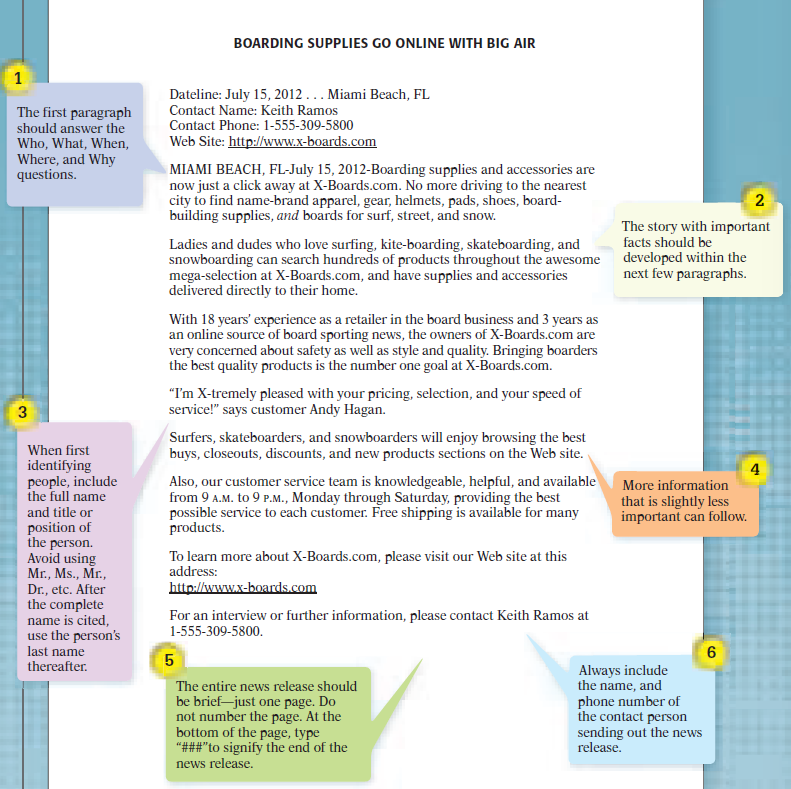 BOARDING SUPPLIES GO ONLINE WITH BIG AIR
1
The first paragraph
should answer the
Who, What, When,
Where, and Why
questions.
Dateline: July 15, 2012 . . . Miami Beach, FL
Contact Name: Keith Ramos
Contact Phone: 1-555-309-5800
Web Site: http://www.x-boards.com
MIAMI BEACH, FL-July 15, 2012-Boarding supplies and accessories are
now just a click away at X-Boards.com. No more driving to the nearest
city to find name-brand apparel, gear, helmets, pads, shoes, board-
building supplies, and boards for surf, street, and snow.
2
The story with important
facts should be
developed within the
next few paragraphs.
Ladies and dudes who love surfing, kite-boarding, skateboarding, and
snowboarding can search hundreds of products throughout the awesome
mega-selection at X-Boards.com, and have supplies and accessories
delivered directly to their home.
With 18 years' experience as a retailer in the board business and 3 years as
an online source of board sporting news, the owners of X-Boards.com are
very concerned about safety as well as style and quality. Bringing boarders
the best quality products is the number one goal at X-Boards.com.
“I'm X-tremely pleased with your pricing, selection, and your speed of
service!” says customer Andy Hagan.
3
When first
identifying
people, include
the full name
and title or
position of
the person.
Avoid using
Mr., Ms., Mr.,
Dr., etc. After
the complete
name is cited,
use the person's
last name
thereafter.
Surfers, skateboarders, and snowboarders will enjoy browsing the best
buys, closeouts, discounts, and new products sections on the Web site.
4
More information
that is slightly less
important can follow.
Also, our customer service team is knowledgeable, helpful, and available
from 9 A.M. to 9 P.M., Monday through Saturday, providing the best
possible service to each customer. Free shipping is available for many
products.
To learn more about X-Boards.com, please visit our Web site at this
address:
http://www.x-boards.com
For an interview or further information, please contact Keith Ramos at
1-555-309-5800.
5
The entire news release should
be brief—just one page. Do
not number the page. At the
bottom of the page, type
“###”to signify the end of the
news release.
6
Always include
the name, and
phone number of
the contact person
sending out the news
release.